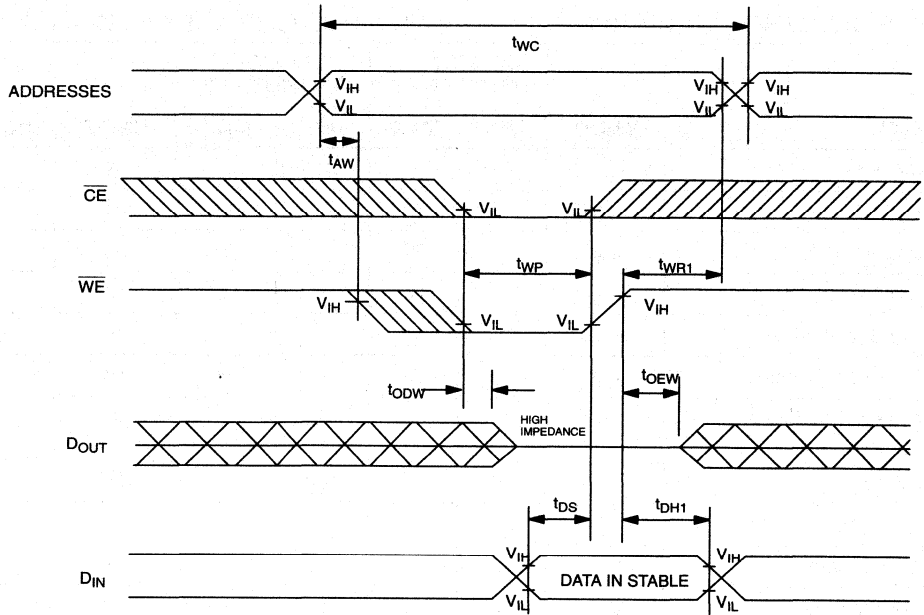 tWC
ADDRESSES
VIH
VIL
VIH
VIL
VIH
VIL
tAW
CE
VIL
VIL
tWP
tWR1
WE
VIH
VIL
VIL
VIH
tODW
tOEW
DOUT
HIGH
IMPEDANCE
tDS
tDH1
DIN
VIH
VIL
DATA IN STABLE
VIH
VIL